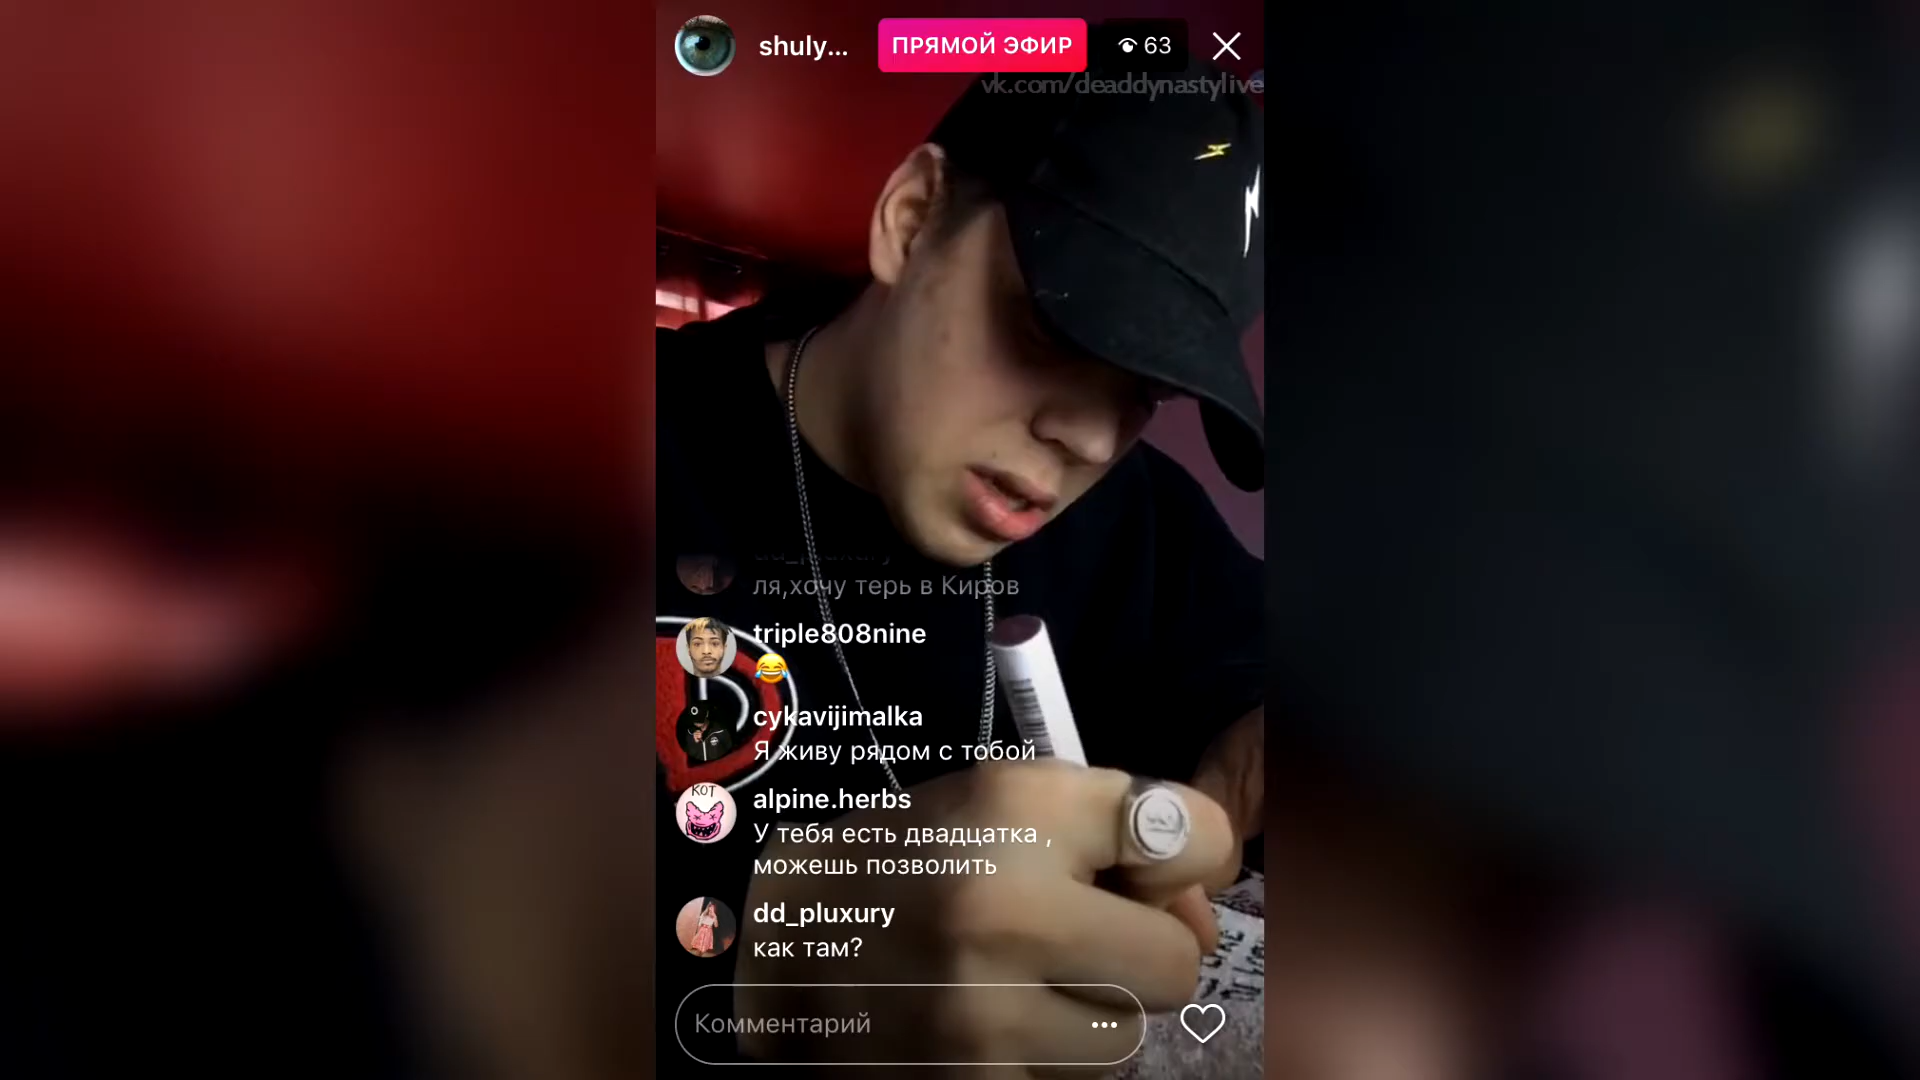 shuly...
ПРЯМОЙ ЭФИР
63
vk.com/deaddynastylive
ля,хочу терь в Киров
triple808nine
😂
cykavijimalka
Я живу рядом с тобой
КОТ
alpine.herbs
У тебя есть двадцатка ,
можешь позволить
dd_pluxury
как там?
Комментарий